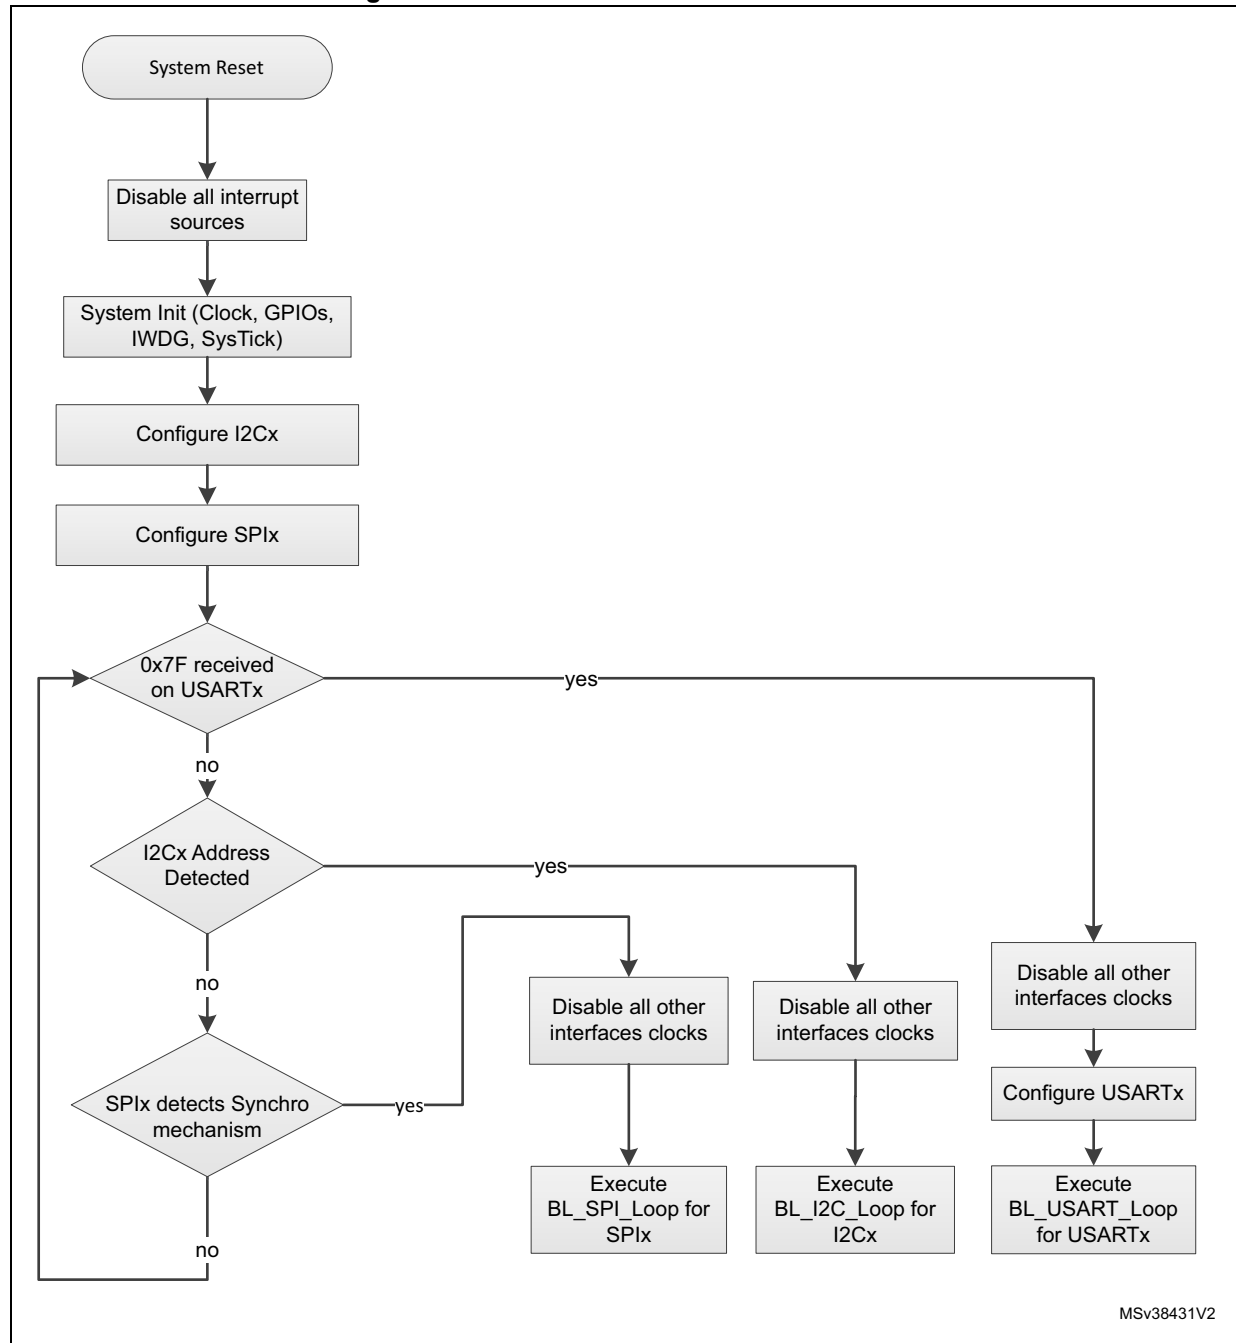 System Reset
Disable all interrupt
sources
System Init (Clock, GPIOs,
IWDG, SysTick)
Configure I2Cx
Configure SPIx
0x7F received
on USARTx
yes
no
I2Cx Address
Detected
yes
no
SPIx detects Synchro
mechanism
yes
no
Disable all other
interfaces clocks
Execute
BL_SPI_Loop for
SPIx
Disable all other
interfaces clocks
Execute
BL_I2C_Loop for
I2Cx
Disable all other
interfaces clocks
Configure USARTx
Execute
BL_USART_Loop
for USARTx
MSv38431V2